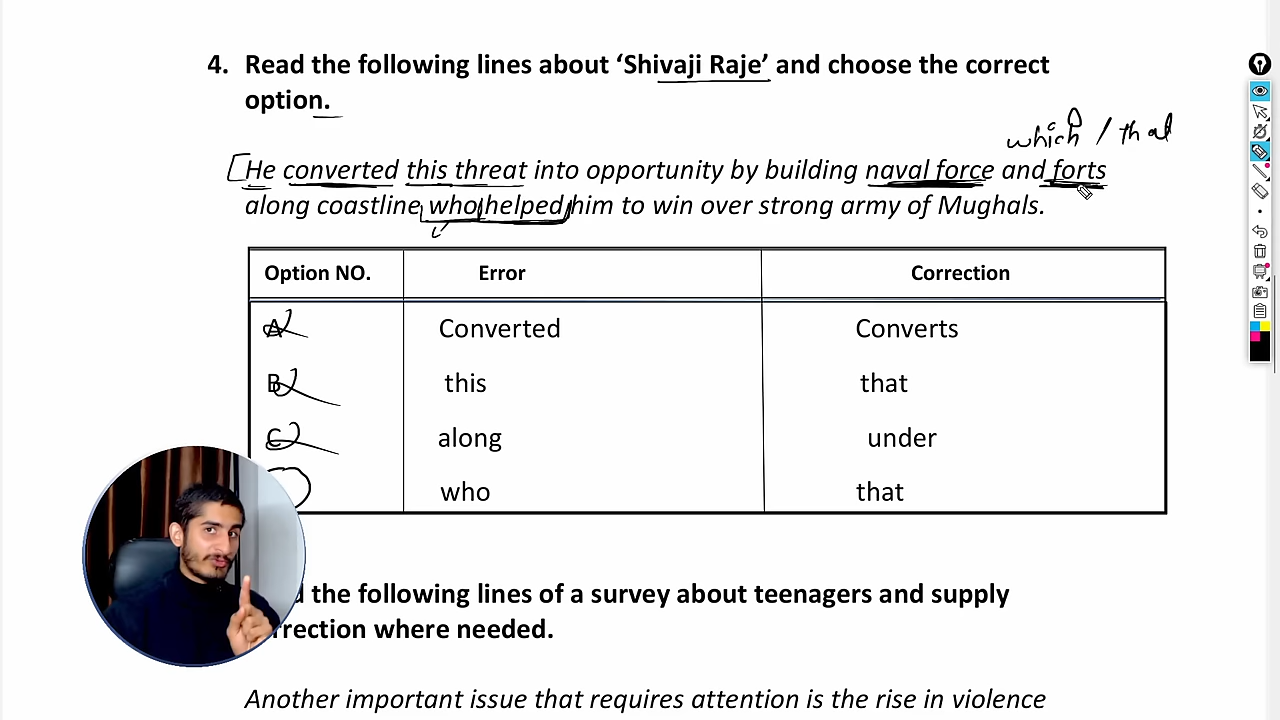 4. Read the following lines about ‘Shivaji Raje’ and choose the correct
option.
which / that
He converted this threat into opportunity by building naval force and forts
along coastline who helped him to win over strong army of Mughals.
Option NO. Error Correction
A Converted Converts
B this that
C along under
who that
the following lines of a survey about teenagers and supply
where needed.
Another important issue that requires attention is the rise in violence